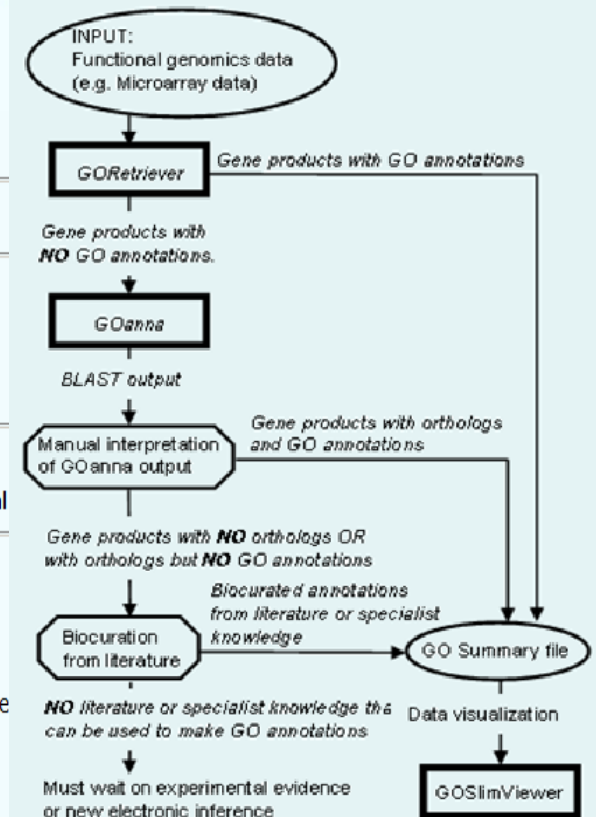 INPUT:
Functional genomics data
(e.g. Microarray data)
GORetriever
Gene products with GO annotations
Gene products with
NO GO annotations.
GOanna
BLAST output
Gene products with orthologs
and GO annotations
Manual interpretation
of GOanna output
Gene products with NO orthologs OR
with orthologs but NO GO annotations
Biocurated annotations
from literature or specialist
knowledge
Biocuration
from literature
GO Summary file
NO literature or specialist knowledge tha
can be used to make GO annotations
Data visualization
Must wait on experimental evidence
or new electronic inference
GOSlimViewer